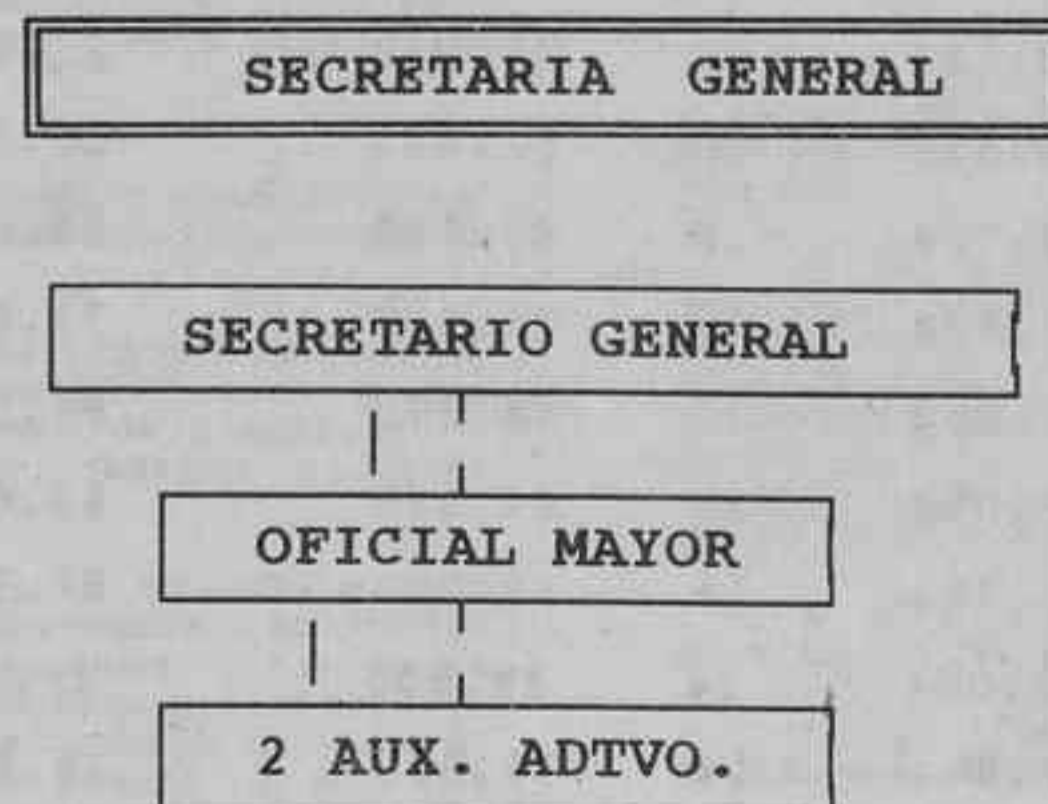 SECRETARIA GENERAL
SECRETARIO GENERAL
OFICIAL MAYOR
2 AUX. ADTVO.